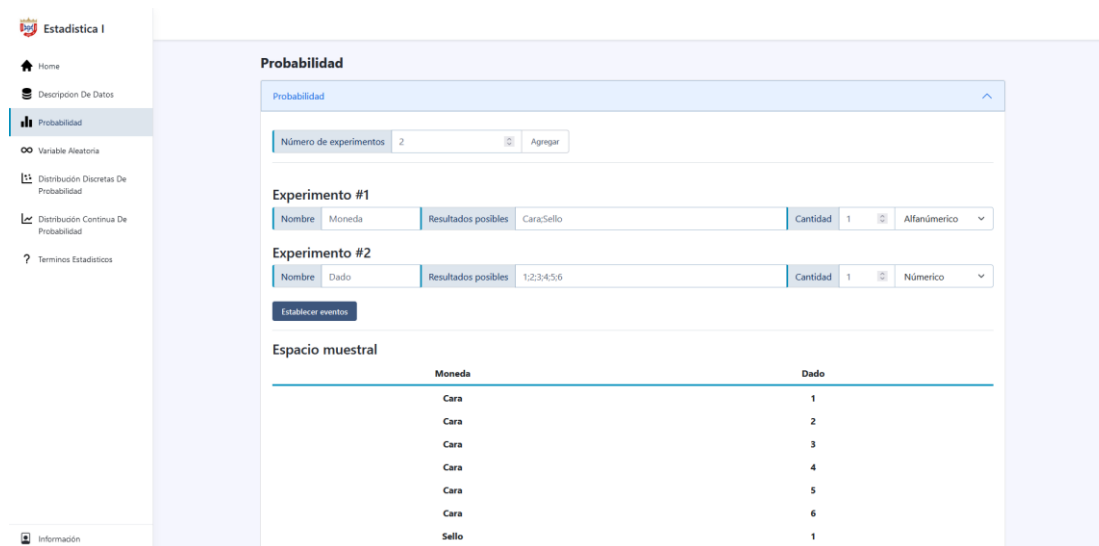 Estadistica I
Home
Descripcion De Datos
Probabilidad
Variable Aleatoria
Distribución Discretas De
Probabilidad
Distribución Continua De
Probabilidad
Terminos Estadisticos
Información
Probabilidad
Probabilidad
Número de experimentos 2 Agregar
Experimento #1
Nombre Moneda Resultados posibles Cara;Sello Cantidad 1 Alfanúmerico
Experimento #2
Nombre Dado Resultados posibles 1;2;3;4;5;6 Cantidad 1 Númerico
Establecer eventos
Espacio muestral
Moneda Dado
Cara 1
Cara 2
Cara 3
Cara 4
Cara 5
Cara 6
Sello 1